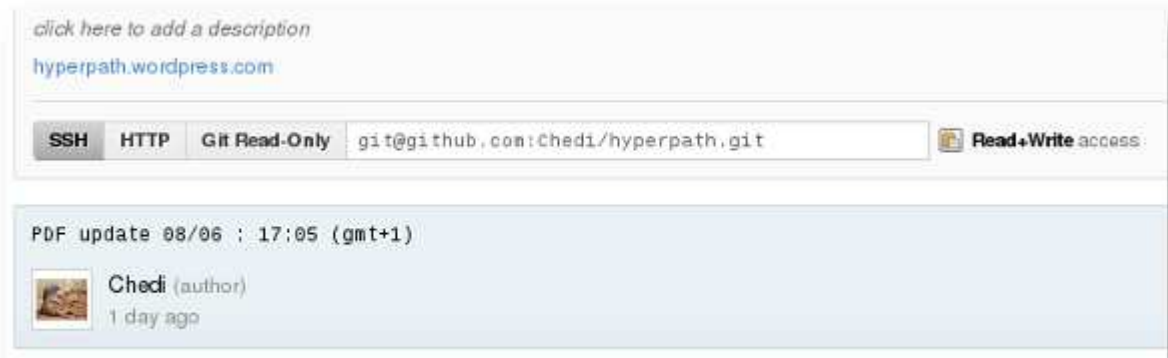 click here to add a description
hyperpath.wordpress.com
SSH HTTP Git Read-Only git@github.com:Chedi/hyperpath.git Read+Write access
PDF update 08/06 : 17:05 (gmt+1)
Chedi (author)
1 day ago